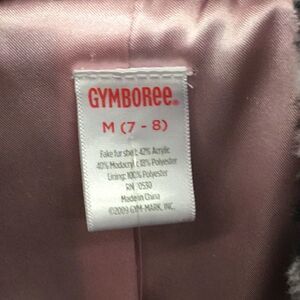 GYMBOREE®
M (7 - 8)
Fake fur shell: 42% Acrylic
40% Modacrylic 18% Polyester
Lining: 100% Polyester
RN
Made in China
©2009 GYM-MARK, INC.